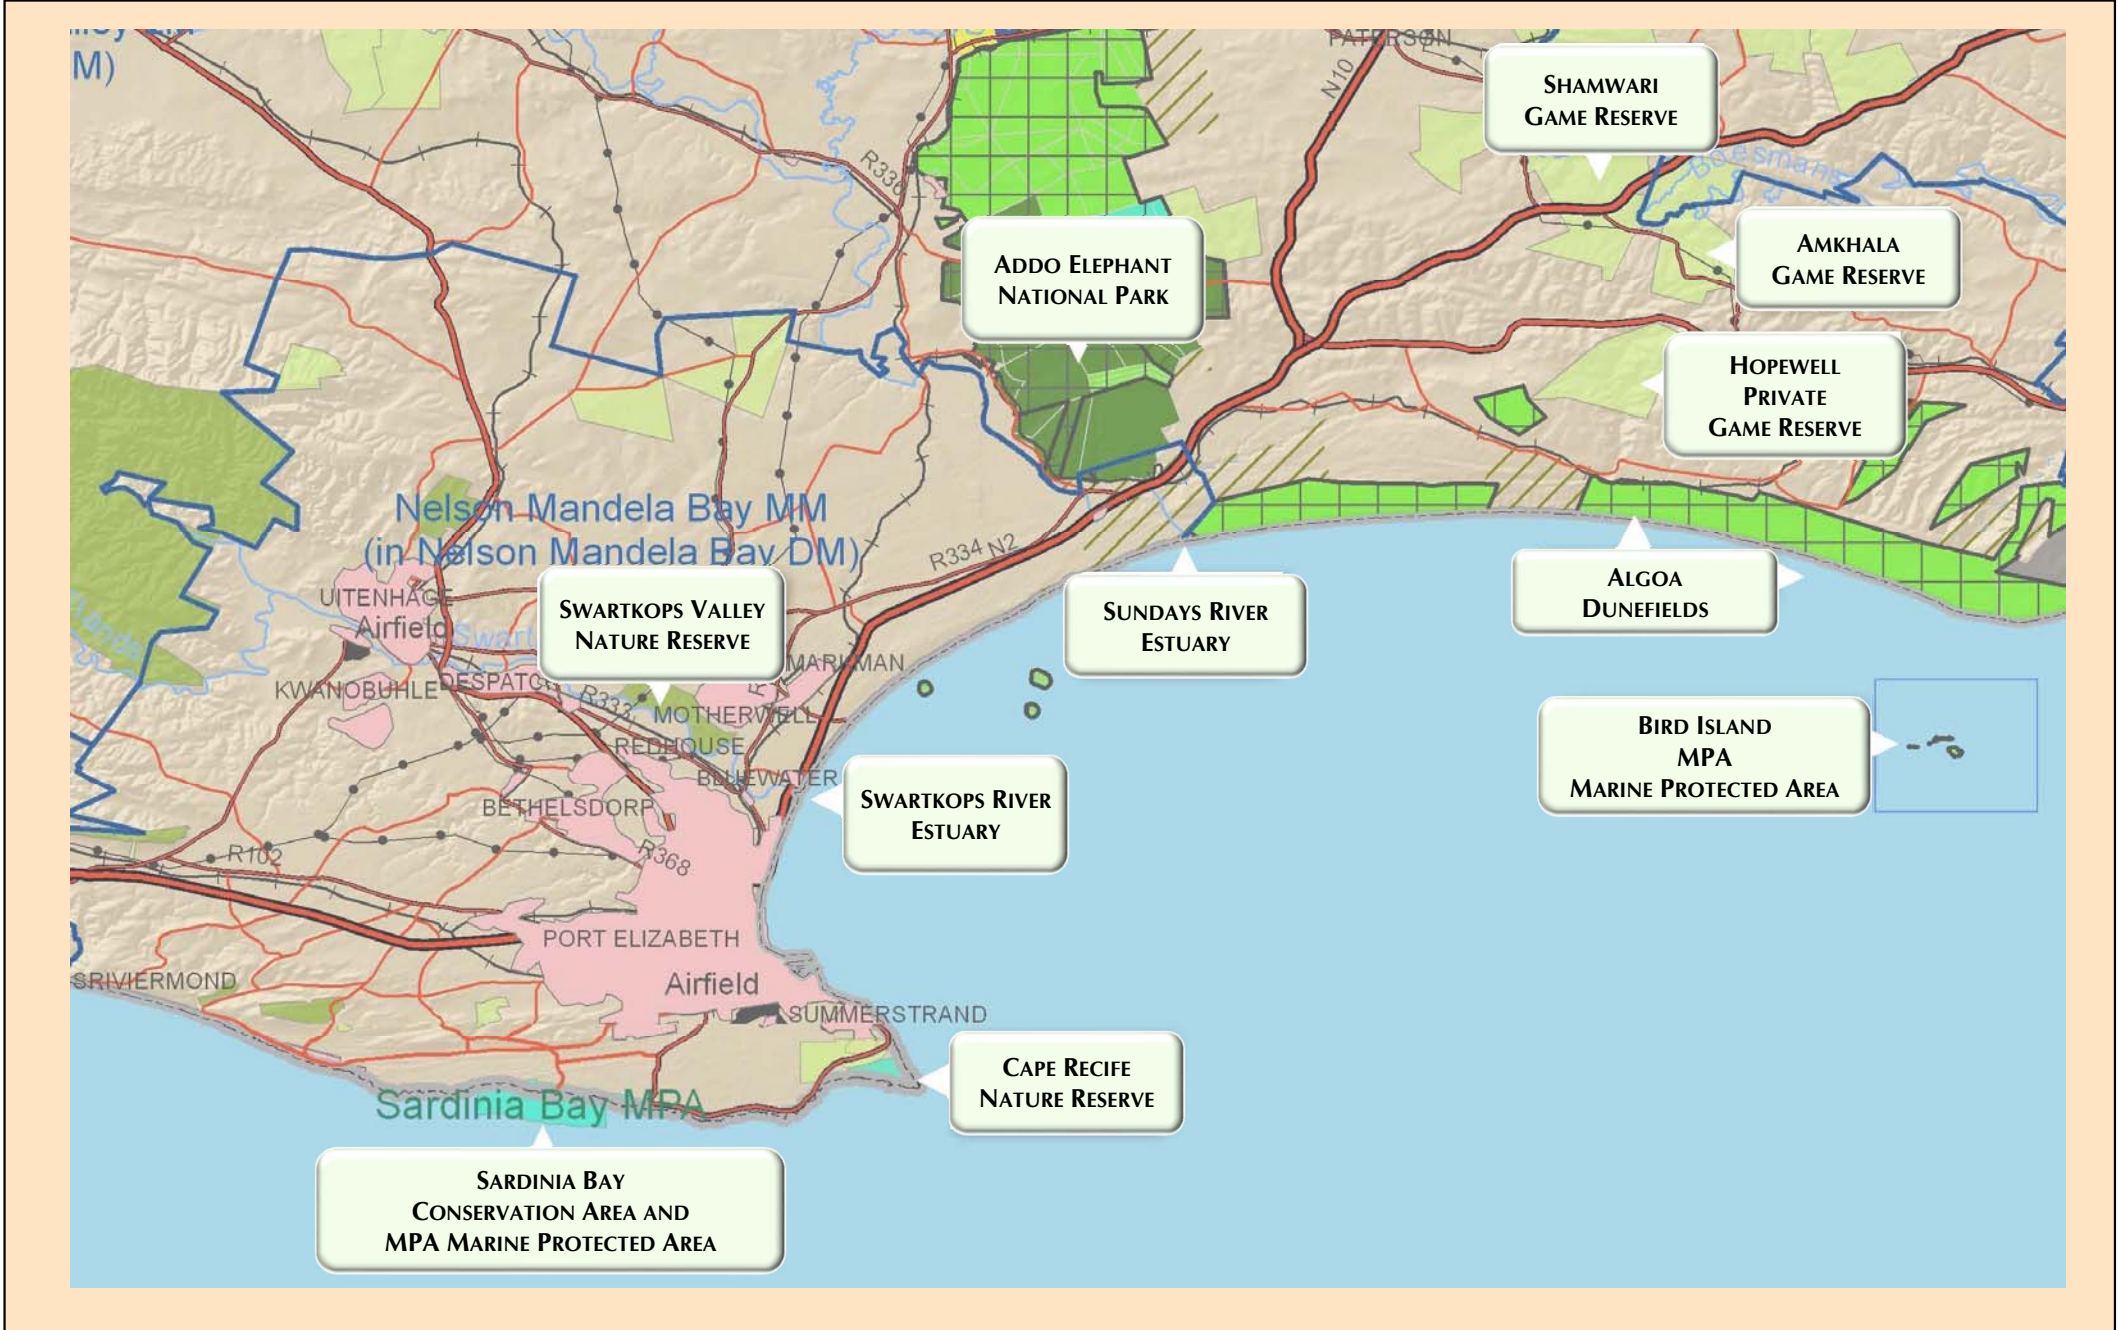 M)
PATERSON
N10
SHAMWARI
GAME RESERVE
Boesmans
R336
AMKHALA
GAME RESERVE
ADDO ELEPHANT
NATIONAL PARK
HOPEWELL
PRIVATE
GAME RESERVE
Nelson Mandela Bay MM
(in Nelson Mandela Bay DM)
R334 N2
UITENHAGE
Airfield
SWARTKOPS VALLEY
NATURE RESERVE
SUNDAYS RIVER
ESTUARY
ALGOA
DUNEFIELDS
MARKMAN
KWANOBUHLE
R333
MOTHERWELL
REDHOUSE
BLUEWATER
BETHELSDORP
SWARTKOPS RIVER
ESTUARY
BIRD ISLAND
MPA
MARINE PROTECTED AREA
R102
R368
PORT ELIZABETH
SRIVIERMOND
Airfield
SUMMERSTRAND
CAPE RECIFE
NATURE RESERVE
Sardinia Bay MPA
SARDINIA BAY
CONSERVATION AREA AND
MPA MARINE PROTECTED AREA